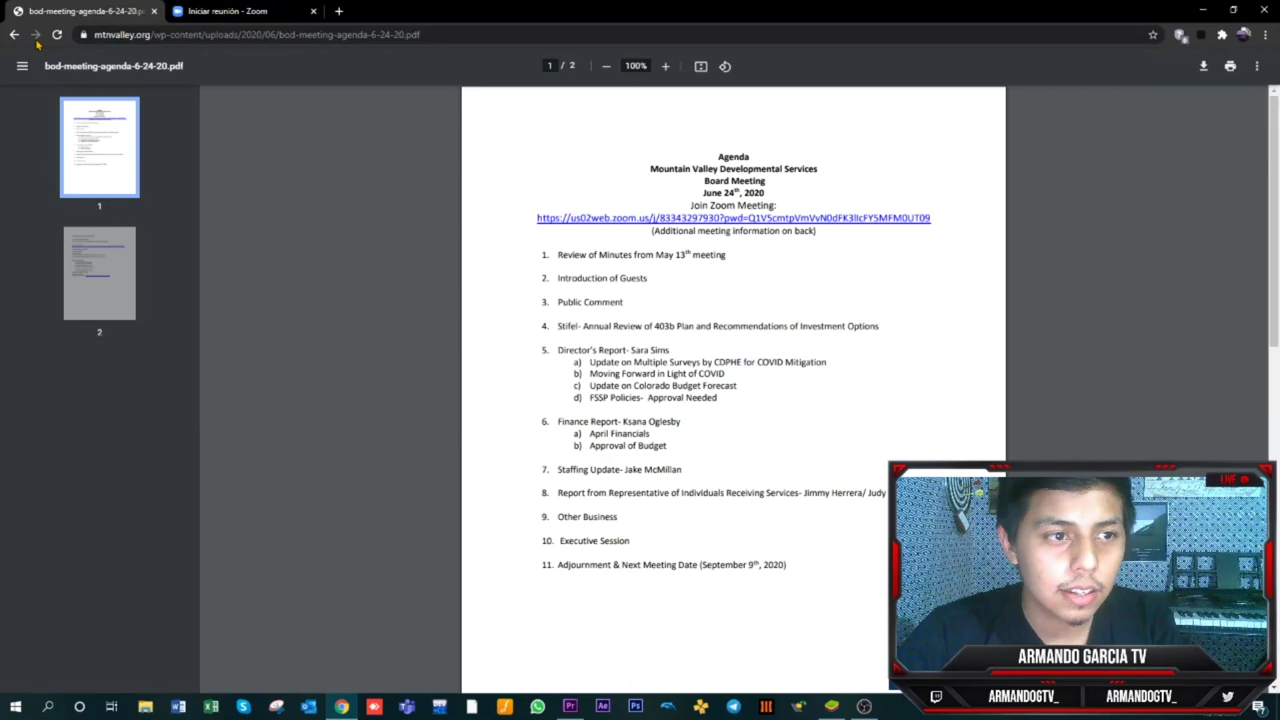 bod-meeting-agenda-6-24-20.p
Iniciar reunión - Zoom
mtnvalley.org/wp-content/uploads/2020/06/bod-meeting-agenda-6-24-20.pdf
bod-meeting-agenda-6-24-20.pdf
1 / 2
100%
1
2
Agenda
Mountain Valley Developmental Services
Board Meeting
June 24th, 2020
Join Zoom Meeting:
(Additional meeting information on back)
1. Review of Minutes from May 13th meeting
2. Introduction of Guests
3. Public Comment
4. Stifel- Annual Review of 403b Plan and Recommendations of Investment Options
5. Director's Report- Sara Sims
a) Update on Multiple Surveys by CDPHE for COVID Mitigation
b) Moving Forward in Light of COVID
c) Update on Colorado Budget Forecast
d) FSSP Policies- Approval Needed
6. Finance Report- Ksana Oglesby
a) April Financials
b) Approval of Budget
7. Staffing Update- Jake McMillan
8. Report from Representative of Individuals Receiving Services- Jimmy Herrera/ Judy
9. Other Business
10. Executive Session
11. Adjournment & Next Meeting Date (September 9th, 2020)
LIVE
ARMANDO GARCIA TV
ARMANDOGTV_
ARMANDOGTV_